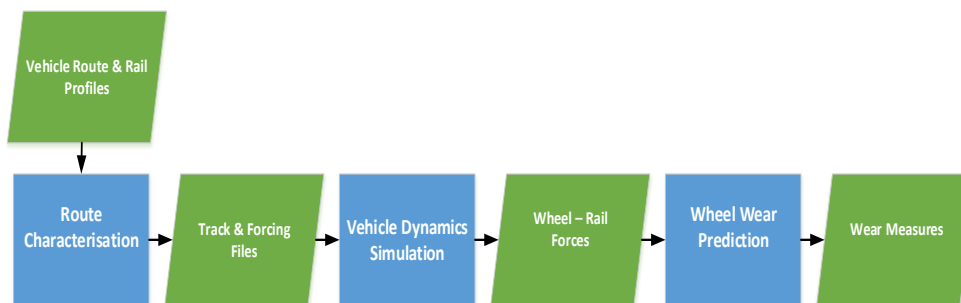 Vehicle Route & Rail
Profiles
Route
Characterisation
Track & Forcing
Files
Vehicle Dynamics
Simulation
Wheel – Rail
Forces
Wheel Wear
Prediction
Wear Measures